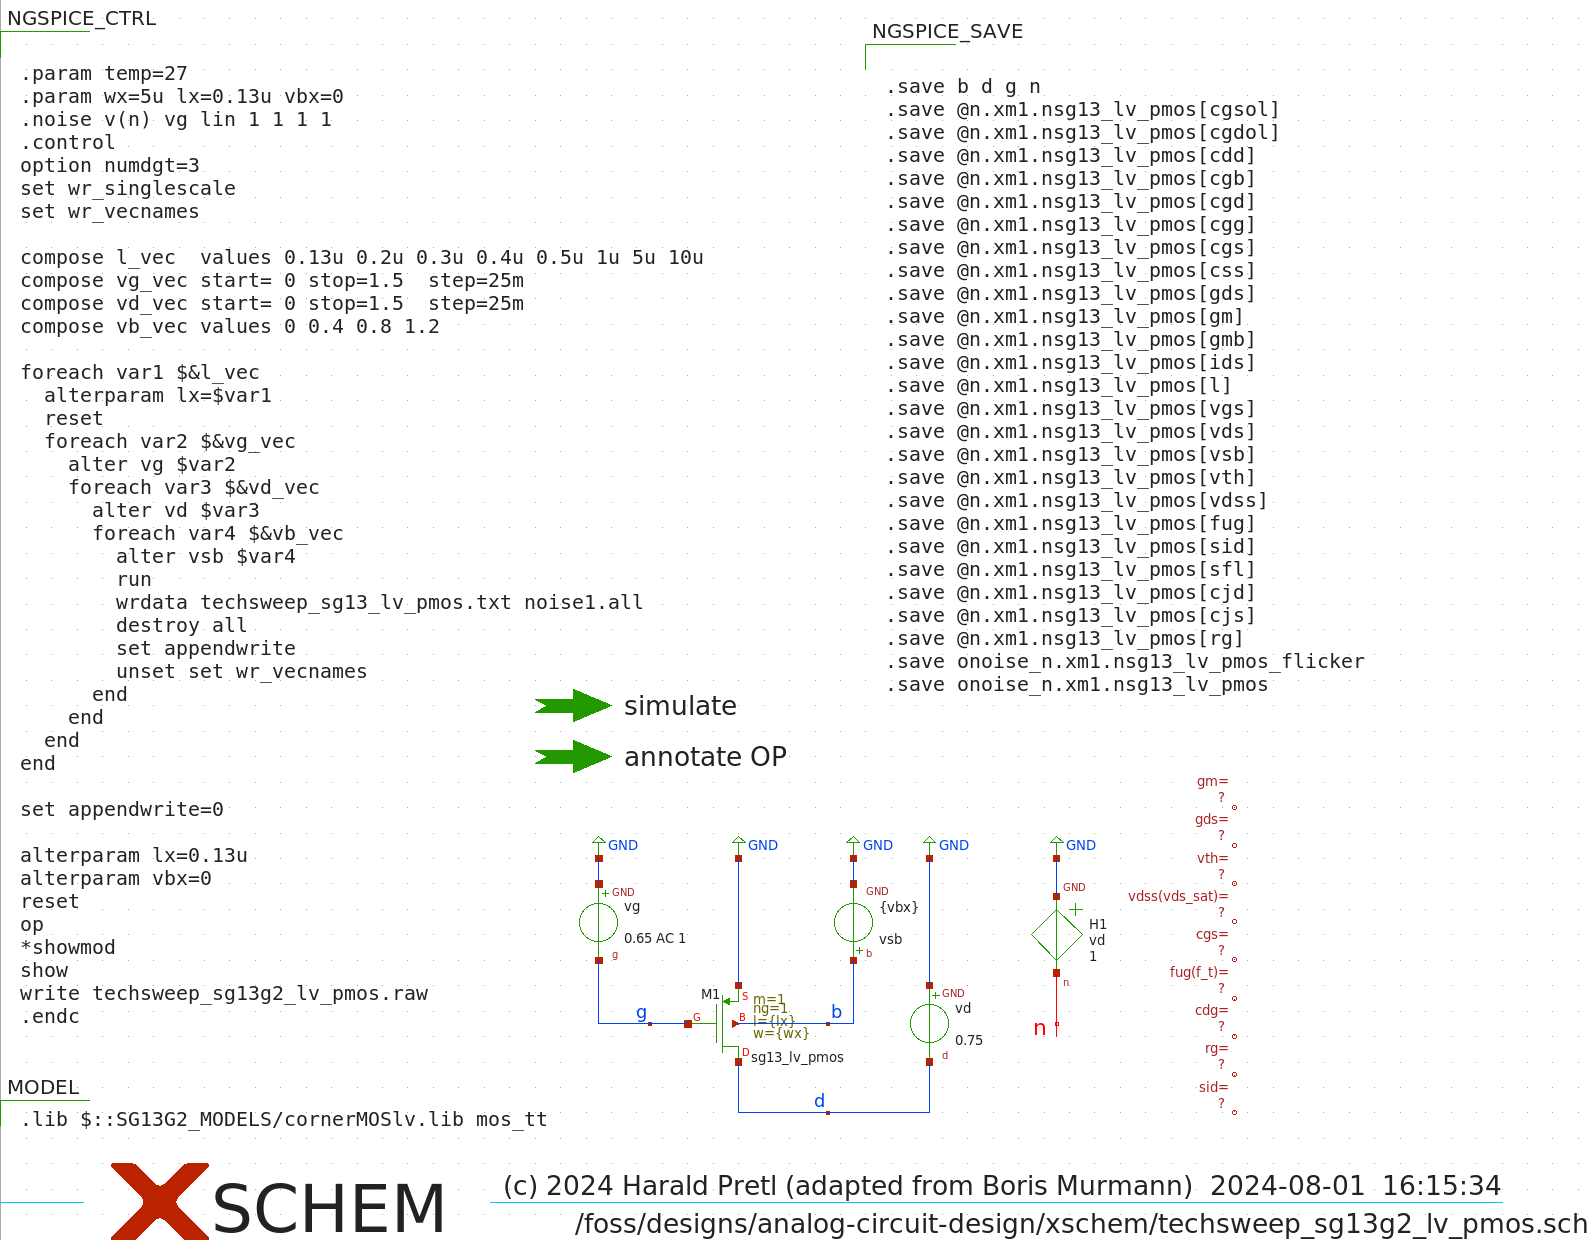 NGSPICE_CTRL
.param temp=27
.param wx=5u lx=0.13u vbx=0
.noise v(n) vg lin 1 1 1 1
.control
option numdgt=3
set wr_singlescale
set wr_vecnames
compose l_vec  values 0.13u 0.2u 0.3u 0.4u 0.5u 1u 5u 10u
compose vg_vec start= 0 stop=1.5  step=25m
compose vd_vec start= 0 stop=1.5  step=25m
compose vb_vec values 0 0.4 0.8 1.2
foreach var1 $&l_vec
  alterparam lx=$var1
  reset
  foreach var2 $&vg_vec
    alter vg $var2
    foreach var3 $&vd_vec
      alter vd $var3
      foreach var4 $&vb_vec
        alter vsb $var4
        run
        wrdata techsweep_sg13_lv_pmos.txt noise1.all
        destroy all
        set appendwrite
        unset set wr_vecnames
      end
    end
  end
end
set appendwrite=0
alterparam lx=0.13u
alterparam vbx=0
reset
op
*showmod
show
write techsweep_sg13g2_lv_pmos.raw
.endc
MODEL
.lib $::SG13G2_MODELS/cornerMOSlv.lib mos_tt
NGSPICE_SAVE
.save b d g n
.save @n.xm1.nsg13_lv_pmos[cgsol]
.save @n.xm1.nsg13_lv_pmos[cgdol]
.save @n.xm1.nsg13_lv_pmos[cdd]
.save @n.xm1.nsg13_lv_pmos[cgb]
.save @n.xm1.nsg13_lv_pmos[cgd]
.save @n.xm1.nsg13_lv_pmos[cgg]
.save @n.xm1.nsg13_lv_pmos[cgs]
.save @n.xm1.nsg13_lv_pmos[css]
.save @n.xm1.nsg13_lv_pmos[gds]
.save @n.xm1.nsg13_lv_pmos[gm]
.save @n.xm1.nsg13_lv_pmos[gmb]
.save @n.xm1.nsg13_lv_pmos[ids]
.save @n.xm1.nsg13_lv_pmos[l]
.save @n.xm1.nsg13_lv_pmos[vgs]
.save @n.xm1.nsg13_lv_pmos[vds]
.save @n.xm1.nsg13_lv_pmos[vsb]
.save @n.xm1.nsg13_lv_pmos[vth]
.save @n.xm1.nsg13_lv_pmos[vdss]
.save @n.xm1.nsg13_lv_pmos[fug]
.save @n.xm1.nsg13_lv_pmos[sid]
.save @n.xm1.nsg13_lv_pmos[sfl]
.save @n.xm1.nsg13_lv_pmos[cjd]
.save @n.xm1.nsg13_lv_pmos[cjs]
.save @n.xm1.nsg13_lv_pmos[rg]
.save onoise_n.xm1.nsg13_lv_pmos_flicker
.save onoise_n.xm1.nsg13_lv_pmos
simulate
annotate OP
GND
GND
GND
GND
GND
GND
vg
0.65 AC 1
g
g
GND
{vbx}
vsb
b
b
M1
S
G
B
D
m=1
ng=1
l={lx}
w={wx}
sg13_lv_pmos
GND
vd
0.75
d
d
GND
H1
vd
1
n
n
gm=
?
gds=
?
vth=
?
vdss(vds_sat)=
?
cgs=
?
fug(f_t)=
?
cdg=
?
rg=
?
sid=
?
XSCHEM
(c) 2024 Harald Pretl (adapted from Boris Murmann)  2024-08-01  16:15:34
/foss/designs/analog-circuit-design/xschem/techsweep_sg13g2_lv_pmos.sch